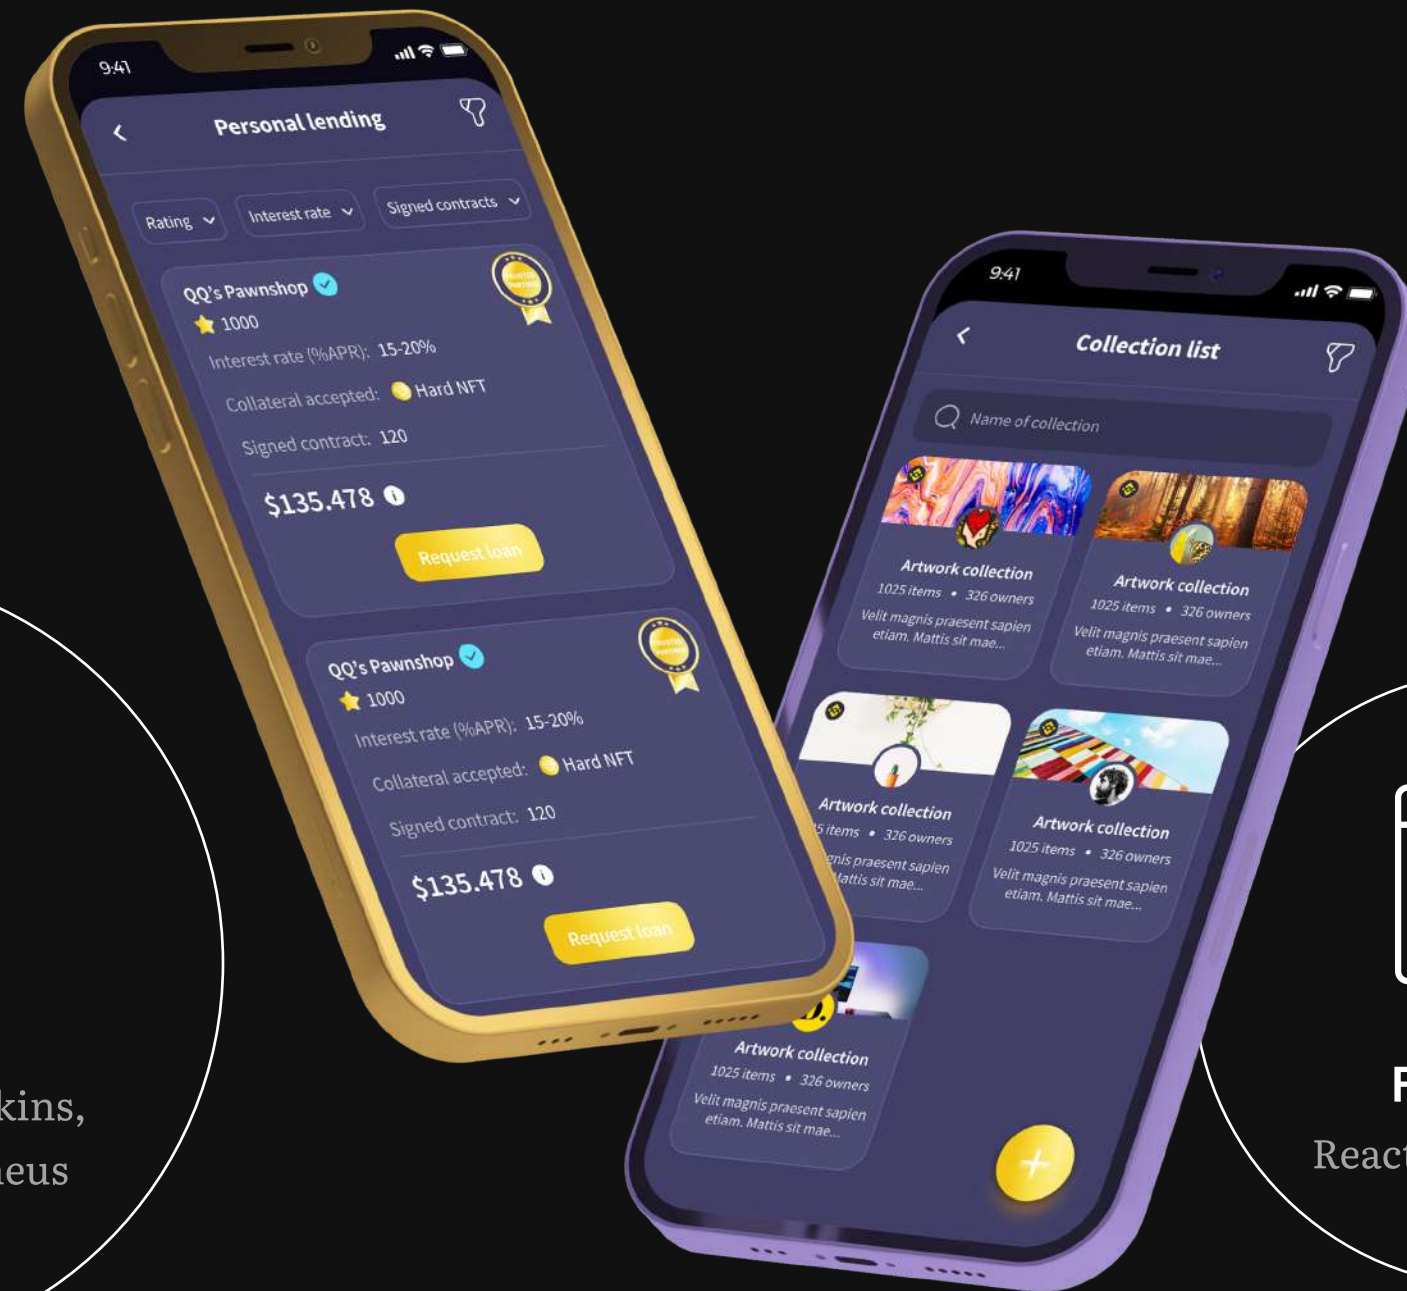 9:41
Personal lending
Rating
Interest rate
Signed contracts
QQ's Pawnshop
TRUSTED
PARTNER
1000
Interest rate (%APR): 15-20%
Collateral accepted: Hard NFT
Signed contract: 120
$135.478
Request loan
QQ's Pawnshop
TRUSTED
PARTNER
1000
Interest rate (%APR): 15-20%
Collateral accepted: Hard NFT
Signed contract: 120
$135.478
Request loan
9:41
Collection list
Name of collection
Artwork collection
1025 items • 326 owners
Velit magnis praesent sapien
etiam. Mattis sit mae...
Artwork collection
1025 items • 326 owners
Velit magnis praesent sapien
etiam. Mattis sit mae...
Artwork collection
5 items • 326 owners
gnis praesent sapien
Mattis sit mae...
Artwork collection
1025 items • 326 owners
Velit magnis praesent sapien
etiam. Mattis sit mae...
Artwork collection
1025 items • 326 owners
Velit magnis praesent sapien
etiam. Mattis sit mae...
kins,
eus
F
React